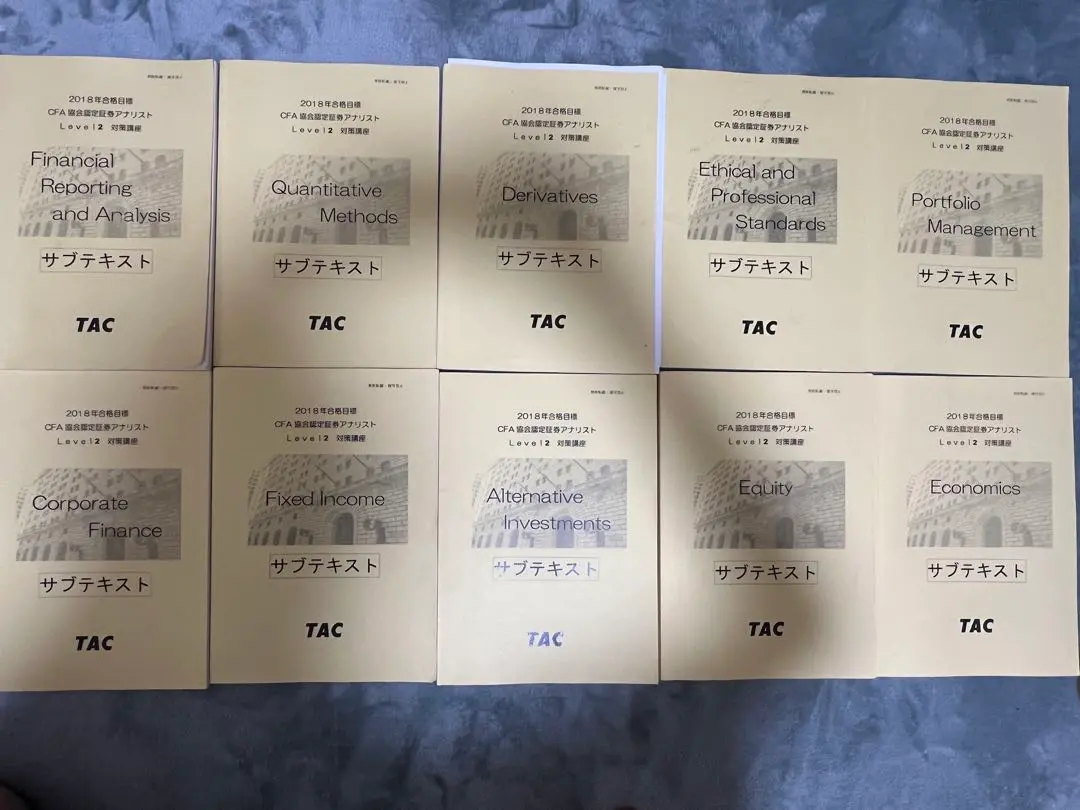 2018年合格目標
CFA協会認定証券アナリスト
Level2 対策講座
Financial
Reporting
and Analysis
サブテキスト
TAC
2018年合格目標
CFA協会認定証券アナリスト
Level2 対策講座
Quantitative
Methods
サブテキスト
TAC
2018年合格目標
CFA協会認定証券アナリスト
Level2 対策講座
Derivatives
サブテキスト
TAC
2018年合格目標
CFA協会認定証券アナリスト
Level2 対策講座
Ethical and
Professional
Standards
サブテキスト
TAC
2018年合格目標
CFA協会認定証券アナリスト
Level2 対策講座
Portfolio
Management
サブテキスト
TAC
2018年合格目標
CFA協会認定証券アナリスト
Level2 対策講座
Corporate
Finance
サブテキスト
TAC
2018年合格目標
CFA協会認定証券アナリスト
Level2 対策講座
Fixed Income
サブテキスト
TAC
2018年合格目標
CFA協会認定証券アナリスト
Level2 対策講座
Alternative
Investments
サブテキスト
TAC
2018年合格目標
CFA協会認定証券アナリスト
Level2 対策講座
Equity
サブテキスト
TAC
2018年合格目標
CFA協会認定証券アナリスト
Level2 対策講座
Economics
サブテキスト
TAC